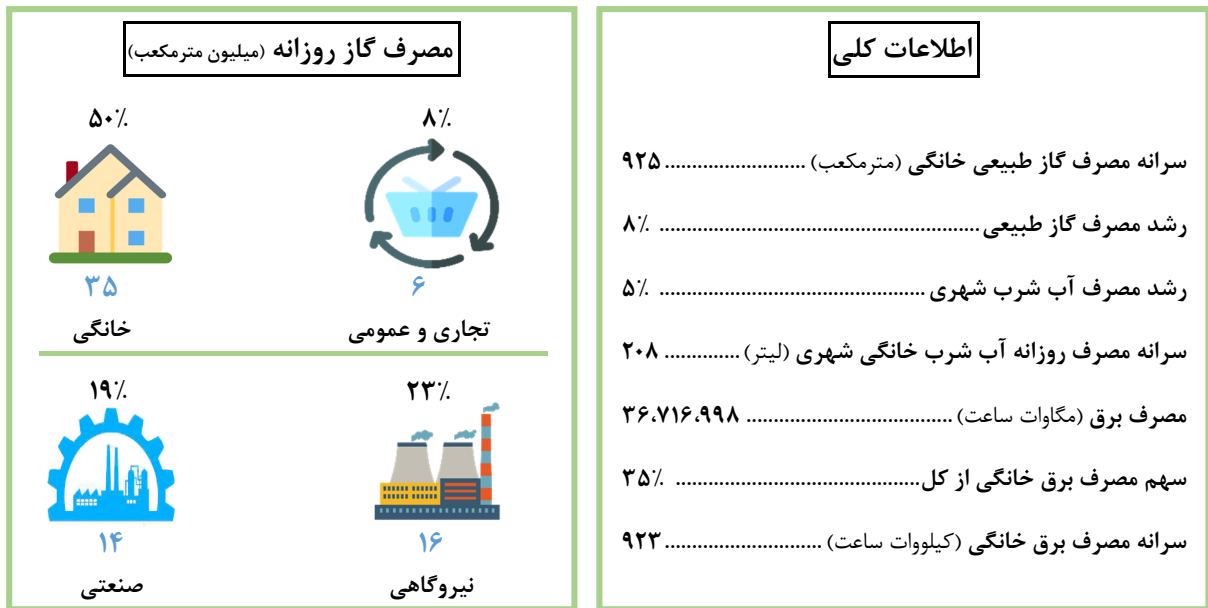 اطلاعات کلی
سرانه مصرف گاز طبیعی خانگی (مترمکعب) .......................... ۹۲۵
رشد مصرف گاز طبیعی ........................................................... ۸٪
رشد مصرف آب شرب شهری ................................................. ۵٪
سرانه مصرف روزانه آب شرب خانگی شهری (لیتر) .............. ۲۰۸
مصرف برق (مگاوات ساعت) ...................................... ۳۶،۷۱۶،۹۹۸
سهم مصرف برق خانگی از کل ............................................. ۳۵٪
سرانه مصرف برق خانگی (کیلووات ساعت) ............................. ۹۲۳
مصرف گاز روزانه (میلیون مترمکعب)
۸٪ ۵۰٪
۶ ۳۵
تجاری و عمومی خانگی
۲۳٪ ۱۹٪
۱۶ ۱۴
نیروگاهی صنعتی